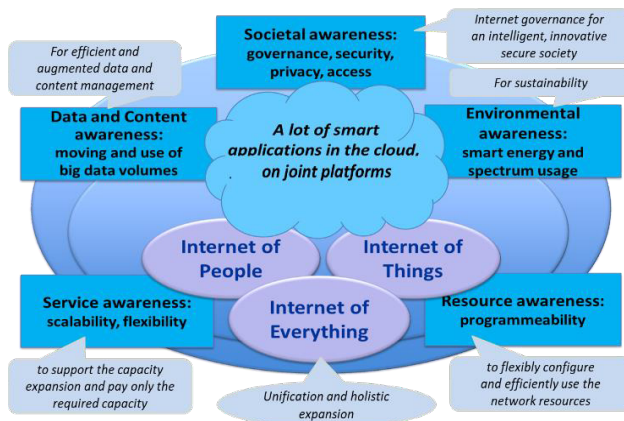 Societal awareness:
governance, security,
privacy, access
Internet governance for
an intelligent, innovative
secure society
For efficient and
augmented data and
content management
For sustainability
Data and Content
awareness:
moving and use of
big data volumes
A lot of smart
applications in the cloud,
on joint platforms
Environmental
awareness:
smart energy and
spectrum usage
Internet of
People
Internet of
Things
Service awareness:
scalability, flexibility
Internet of
Everything
Resource awareness:
programmeability
to support the capacity
expansion and pay only the
required capacity
Unification and holistic
expansion
to flexibly configure
and efficiently use the
network resources